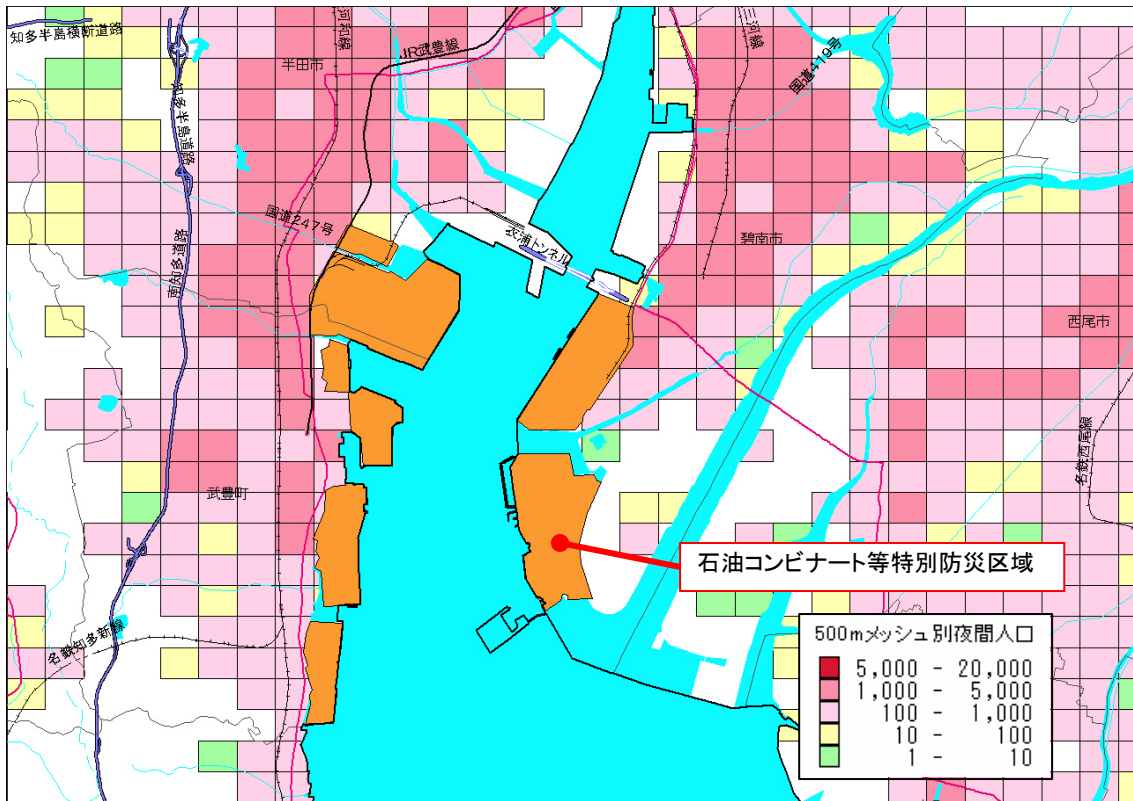 知多半島横断道路
河和線
JR武豊線
三河線
国道419号
半田市
知多半島道路
国道247号
衣浦トンネル
碧南市
南知多道路
西尾市
名鉄西尾線
武豊町
石油コンビナート等特別防災区域
名鉄知多新線
500mメッシュ別夜間人口
5,000 - 20,000
1,000 - 5,000
100 - 1,000
10 - 100
1 - 10